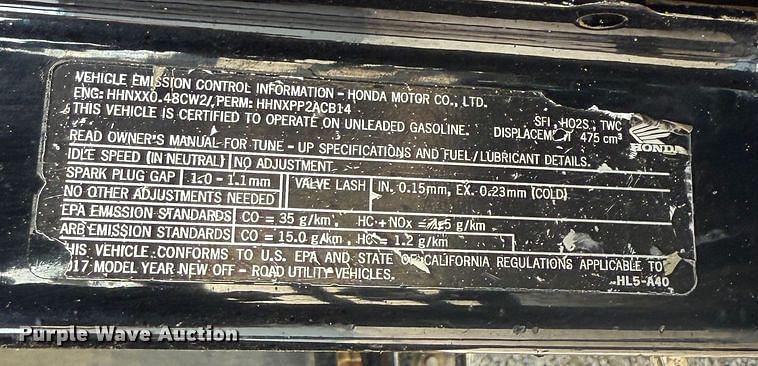 VEHICLE EMISSION CONTROL INFORMATION - HONDA MOTOR CO., LTD.
ENG: HHNXX0.48CW2/, PERM: HHNXPP2ACB14
THIS VEHICLE IS CERTIFIED TO OPERATE ON UNLEADED GASOLINE.
SFI, HO2S, TWC
DISPLACEM T 475 cm³
HONDA
READ OWNER'S MANUAL FOR TUNE - UP SPECIFICATIONS AND FUEL/LUBRICANT DETAILS.
IDLE SPEED (IN NEUTRAL) NO ADJUSTMENT
SPARK PLUG GAP 1.0 - 1.1mm VALVE LASH IN. 0.15mm, EX. 0.23mm (COLD)
NO OTHER ADJUSTMENTS NEEDED
EPA EMISSION STANDARDS CO = 35 g/km, HC + NOx = .5 g/km
ARB EMISSION STANDARDS CO = 15.0 g/km, HC = 1.2 g/km
HIS VEHICLE CONFORMS TO U.S. EPA AND STATE OF CALIFORNIA REGULATIONS APPLICABLE TO
017 MODEL YEAR NEW OFF - ROAD UTILITY VEHICLES.
HL5-A40
Purple Wave Auction